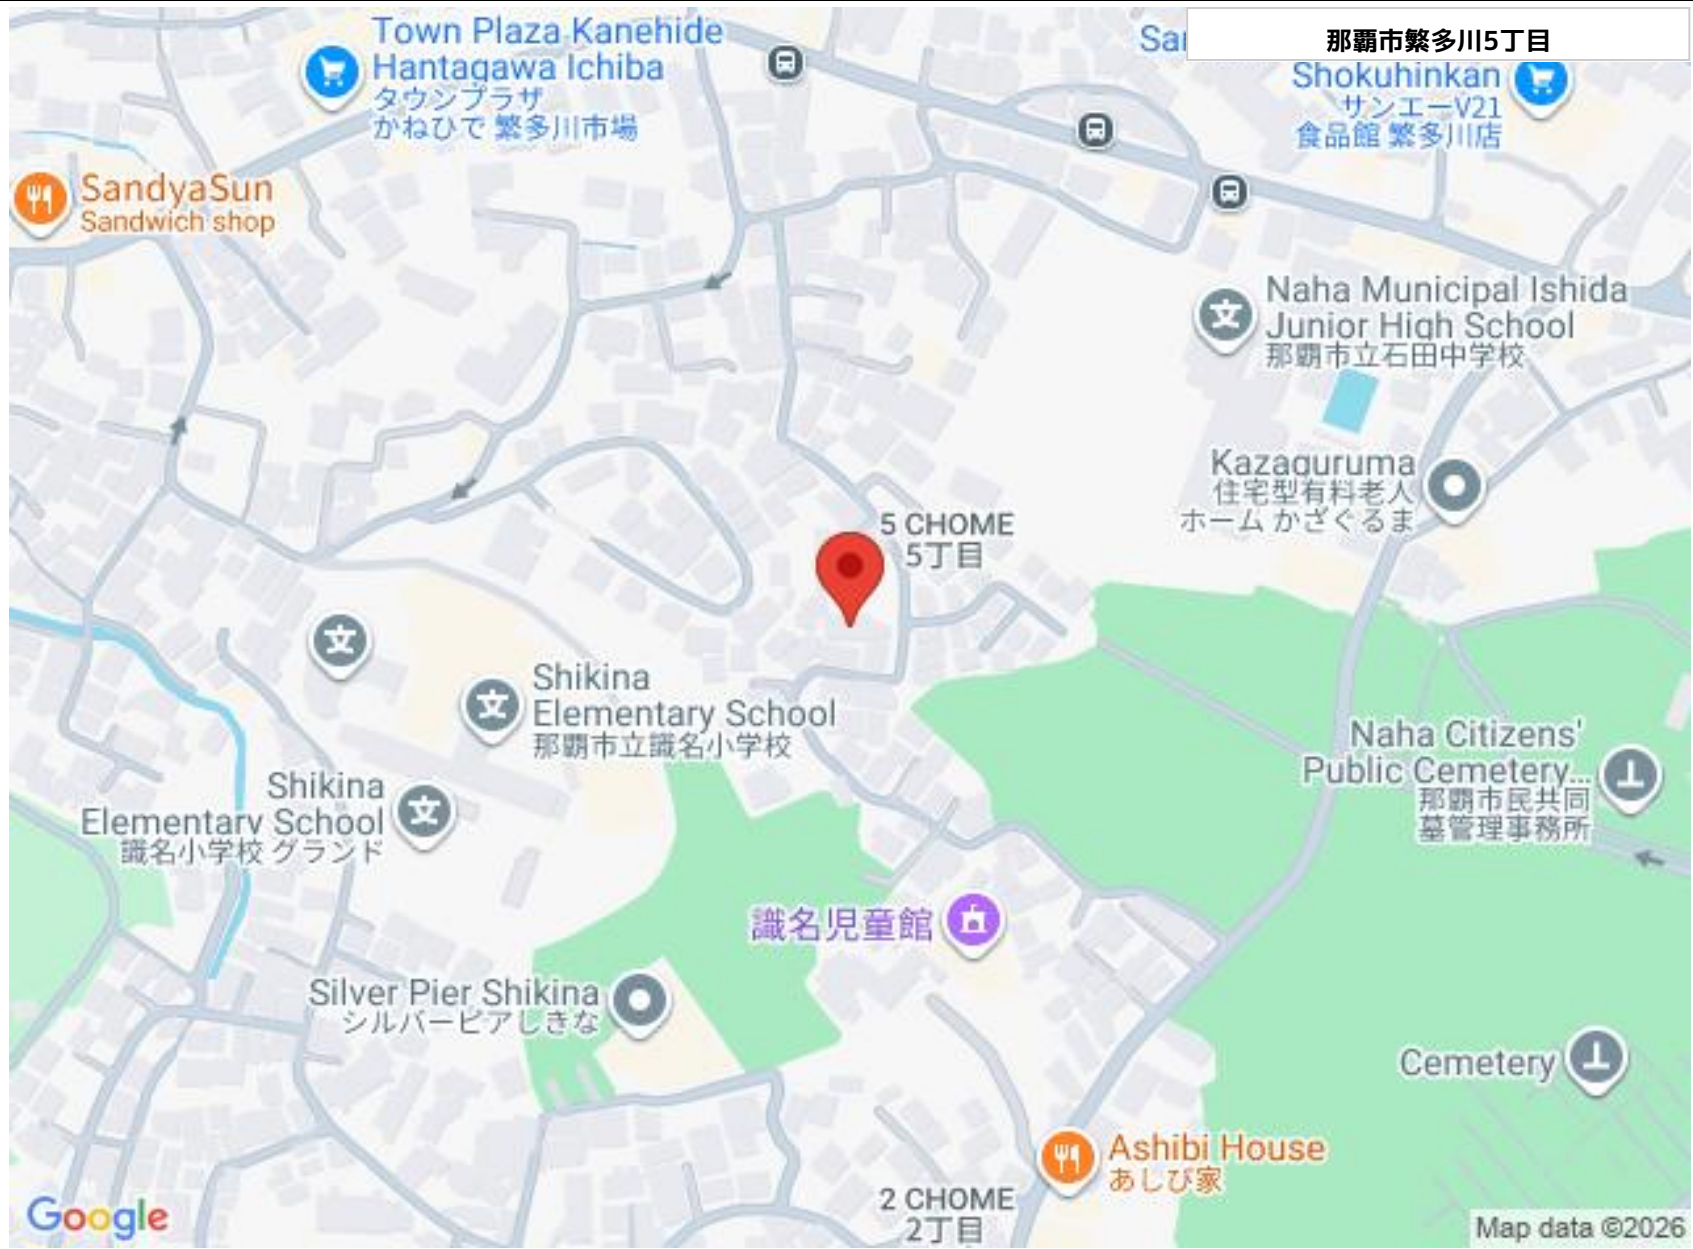 那覇市繁多川5丁目
Town Plaza Kanehide
Hantagawa Ichiba
タウンプラザ
かねひで 繁多川市場
Shokuhinkan
サンエーV21
食品館 繁多川店
SandyaSun
Sandwich shop
Naha Municipal Ishida
Junior High School
那覇市立石田中学校
Kazaguruma
住宅型有料老人
ホーム かざぐるま
5 CHOME
5丁目
文
Shikina
Elementary School
那覇市立識名小学校
Shikina
Elementary School
識名小学校 グランド
Naha Citizens'
Public Cemetery...
那覇市民共同
墓管理事務所
識名児童館
Silver Pier Shikina
シルバーピアしきな
Cemetery
Ashibi House
あしび家
2 CHOME
2丁目
Google
Map data ©2026